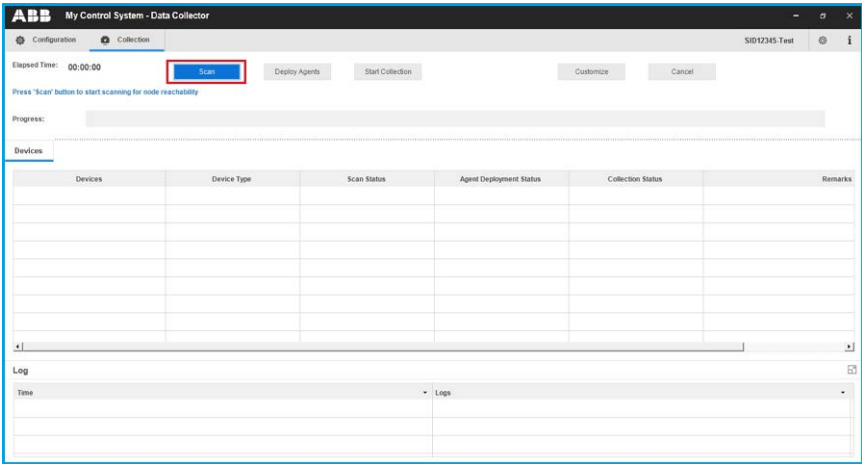 ABB My Control System - Data Collector
Configuration Collection SID12345-Test
Elapsed Time: 00:00:00 Scan Deploy Agents Start Collection Customize Cancel
Press 'Scan' button to start scanning for node reachability
Progress:
Devices
Devices Device Type Scan Status Agent Deployment Status Collection Status Remarks
Log
Time Logs